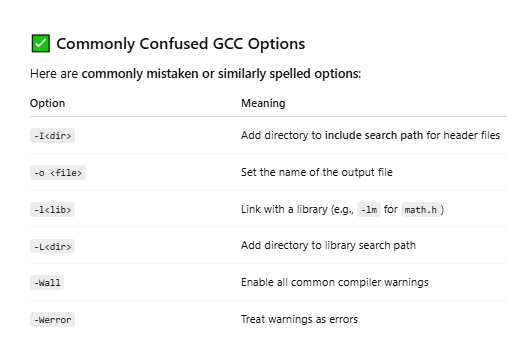 ✅ Commonly Confused GCC Options
Here are commonly mistaken or similarly spelled options:
Option Meaning
-I<dir> Add directory to include search path for header files
-o <file> Set the name of the output file
-l<lib> Link with a library (e.g., -lm for math.h)
-L<dir> Add directory to library search path
-Wall Enable all common compiler warnings
-Werror Treat warnings as errors